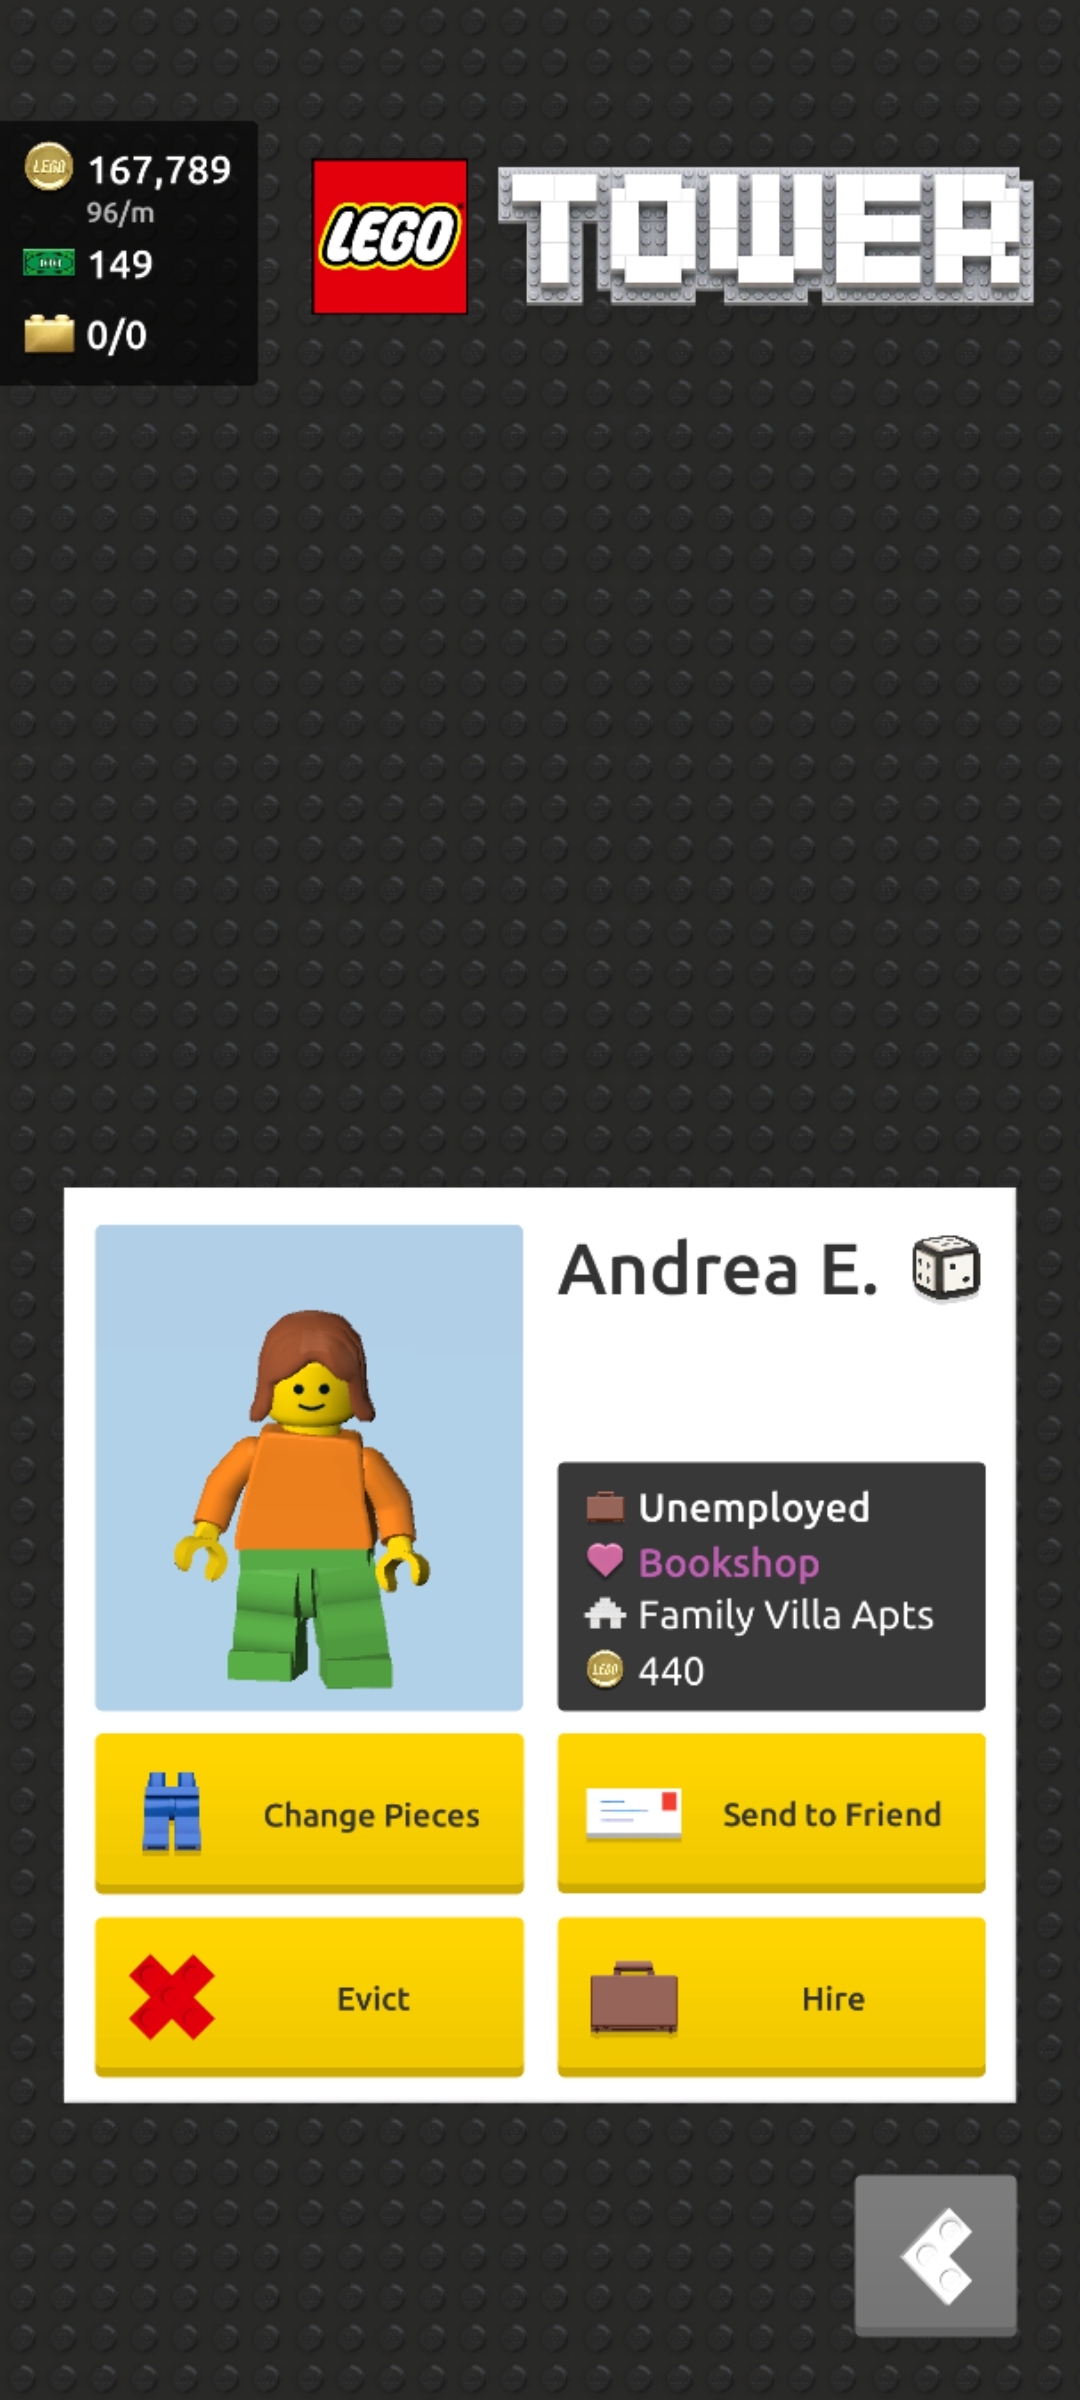 167,789
96/m
149
0/0
LEGO TOWER
Andrea E.
Unemployed
Bookshop
Family Villa Apts
LEGO 440
Change Pieces
Send to Friend
Evict
Hire